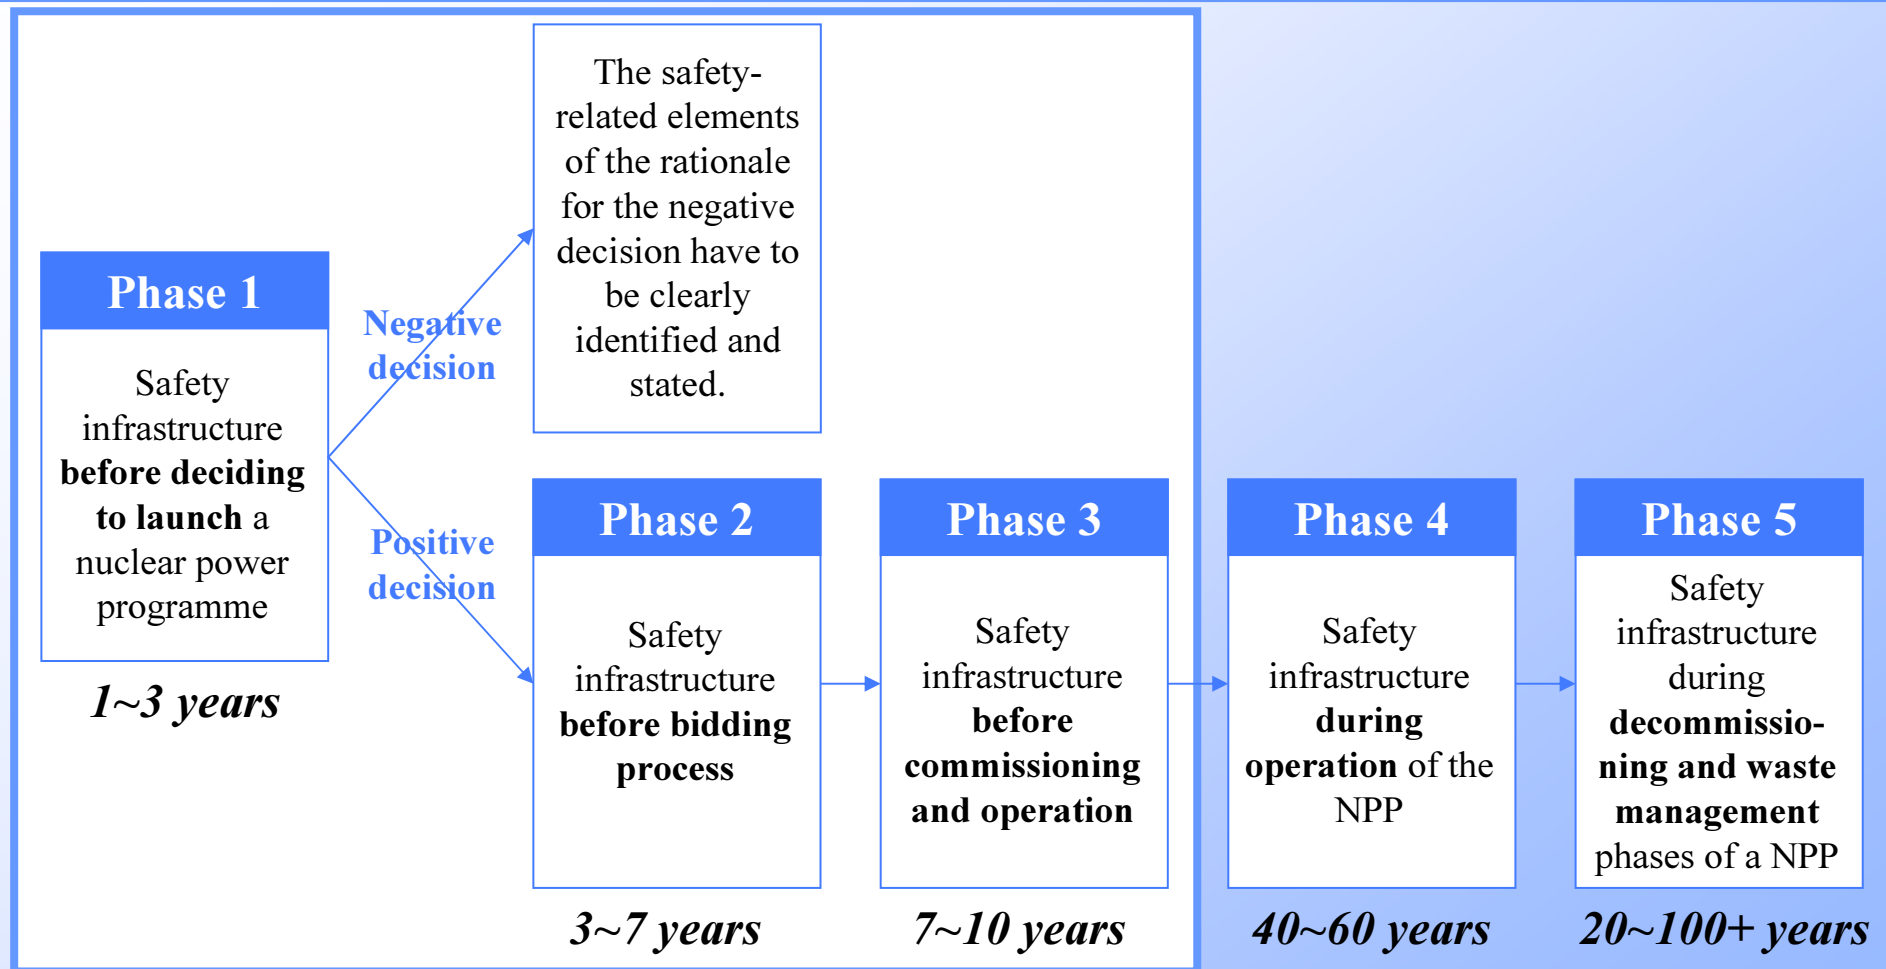 Phase 1
Safety
infrastructure
before deciding
to launch a
nuclear power
programme
1~3 years
Negative
decision
The safety-
related elements
of the rationale
for the negative
decision have to
be clearly
identified and
stated.
Positive
decision
Phase 2
Safety
infrastructure
before bidding
process
3~7 years
Phase 3
Safety
infrastructure
before
commissioning
and operation
7~10 years
Phase 4
Safety
infrastructure
during
operation of the
NPP
40~60 years
Phase 5
Safety
infrastructure
during
decommissio-
ning and waste
management
phases of a NPP
20~100+ years